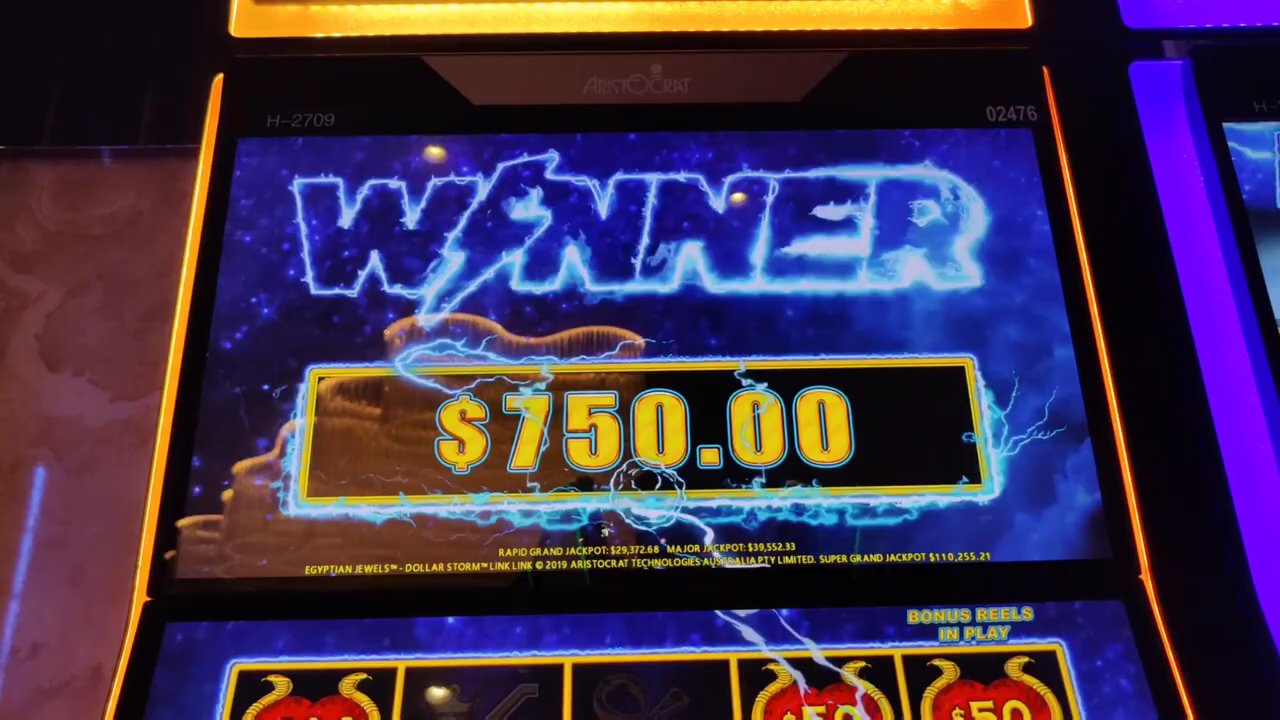 ARISTOCRAT
H-2709
02476
WINNER
$750.00
RAPID GRAND JACKPOT: $29,372.68 MAJOR JACKPOT: $39,552.33
EGYPTIAN JEWELS™ - DOLLAR STORM™ LINK LINK © 2019 ARISTOCRAT TECHNOLOGIES AUSTRALIA PTY LIMITED. SUPER GRAND JACKPOT $110,255.21
BONUS REELS
IN PLAY
$50 $50